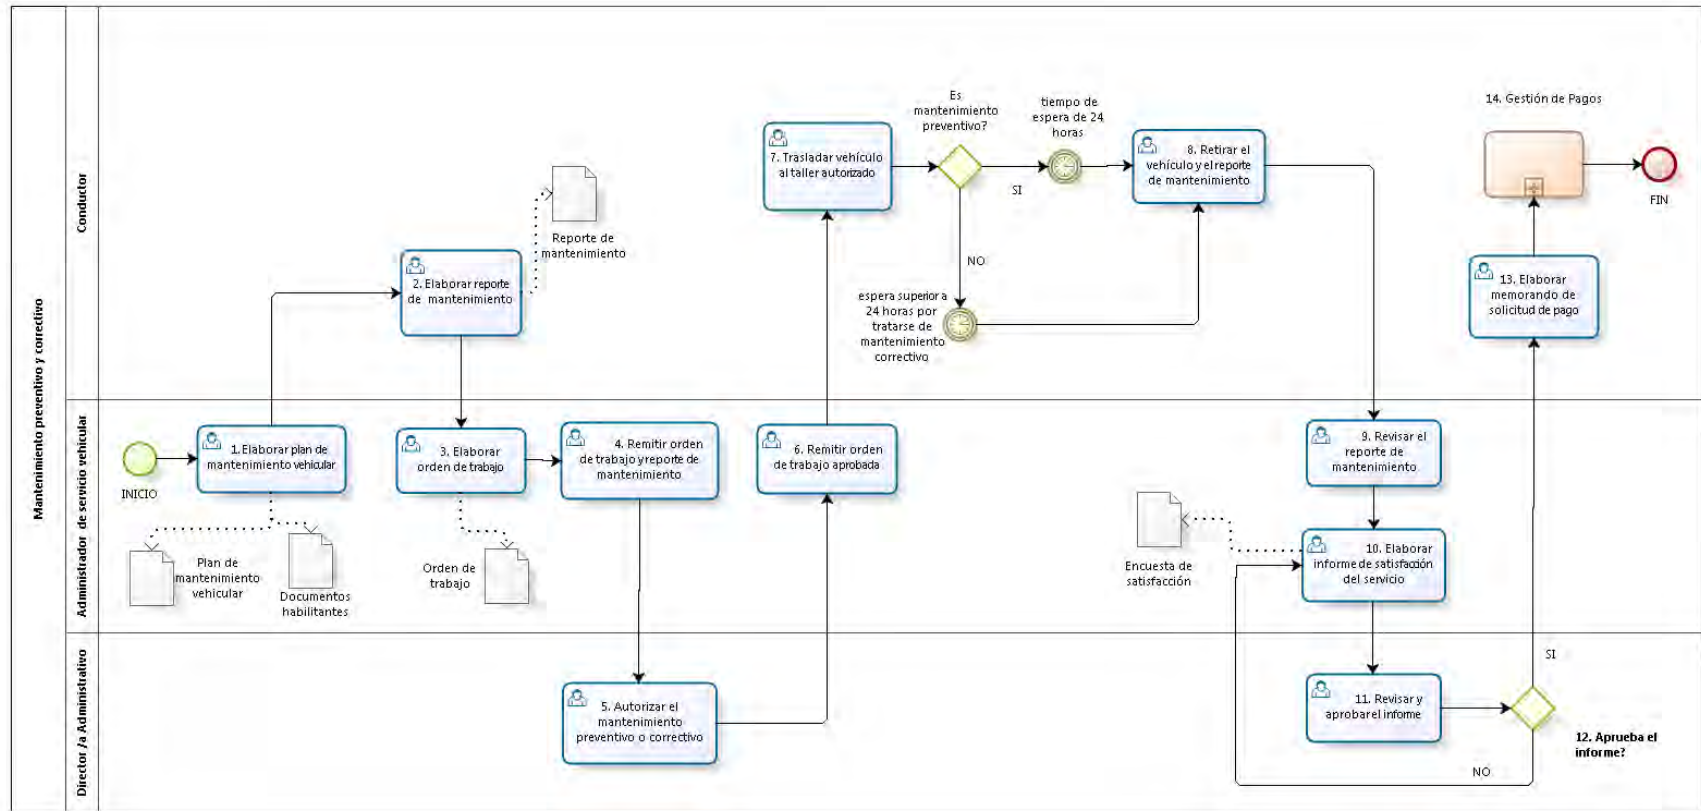 Mantenimiento preventivo y correctivo
Conductor
Administrador de servicio vehicular
Director /a Administrativo
INICIO
1. Elaborar plan de
mantenimiento vehicular
Plan de
mantenimiento
vehicular
Documentos
habilitantes
2. Elaborar reporte
de mantenimiento
Reporte de
mantenimiento
3. Elaborar
orden de trabajo
Orden de
trabajo
4. Remitir orden
de trabajo y reporte de
mantenimiento
5. Autorizar el
mantenimiento
preventivo o correctivo
6. Remitir orden
de trabajo aprobada
7. Trasladar vehículo
al taller autorizado
Es
mantenimiento
preventivo?
SI
NO
tiempo de
espera de 24
horas
espera superior a
24 horas por
tratarse de
mantenimiento
correctivo
8. Retirar el
vehículo y el reporte
de mantenimiento
9. Revisar el
reporte de
mantenimiento
10. Elaborar
informe de satisfacción
del servicio
Encuesta de
satisfacción
11. Revisar y
aprobar el informe
12. Aprueba el
informe?
SI
NO
13. Elaborar
memorando de
solicitud de pago
14. Gestión de Pagos
FIN